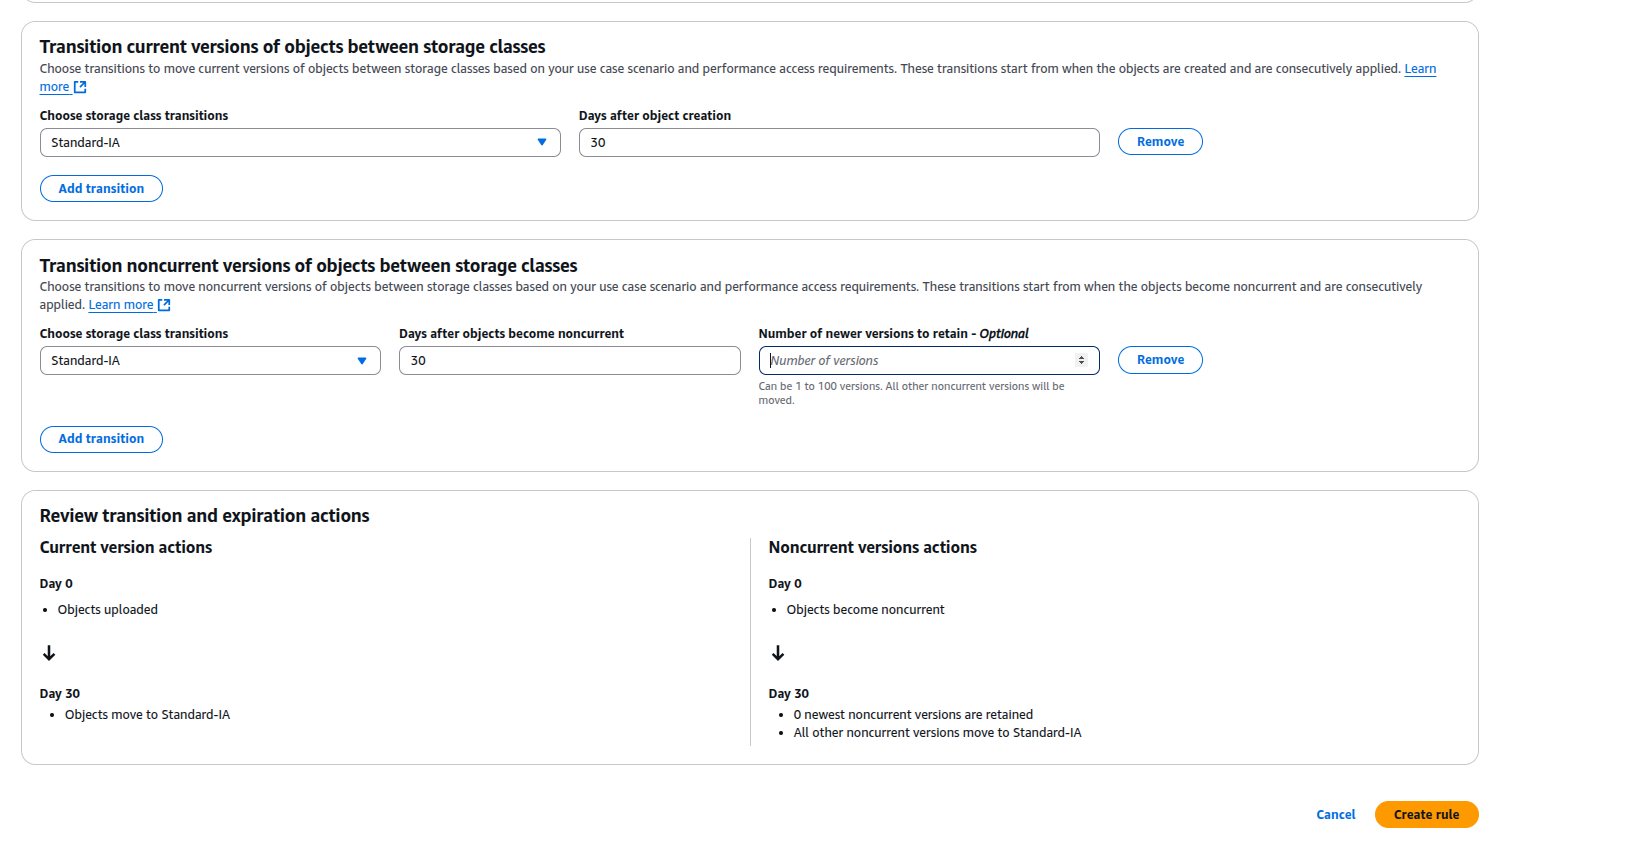 Transition current versions of objects between storage classes
Choose transitions to move current versions of objects between storage classes based on your use case scenario and performance access requirements. These transitions start from when the objects are created and are consecutively applied. Learn
more
Choose storage class transitions
Days after object creation
Standard-IA
30
Remove
Add transition
Transition noncurrent versions of objects between storage classes
Choose transitions to move noncurrent versions of objects between storage classes based on your use case scenario and performance access requirements. These transitions start from when the objects become noncurrent and are consecutively
applied. Learn more
Choose storage class transitions
Days after objects become noncurrent
Number of newer versions to retain - Optional
Standard-IA
30
Number of versions
Remove
Can be 1 to 100 versions. All other noncurrent versions will be
moved.
Add transition
Review transition and expiration actions
Current version actions
Day 0
• Objects uploaded
↓
Day 30
• Objects move to Standard-IA
Noncurrent versions actions
Day 0
• Objects become noncurrent
↓
Day 30
• 0 newest noncurrent versions are retained
• All other noncurrent versions move to Standard-IA
Cancel
Create rule